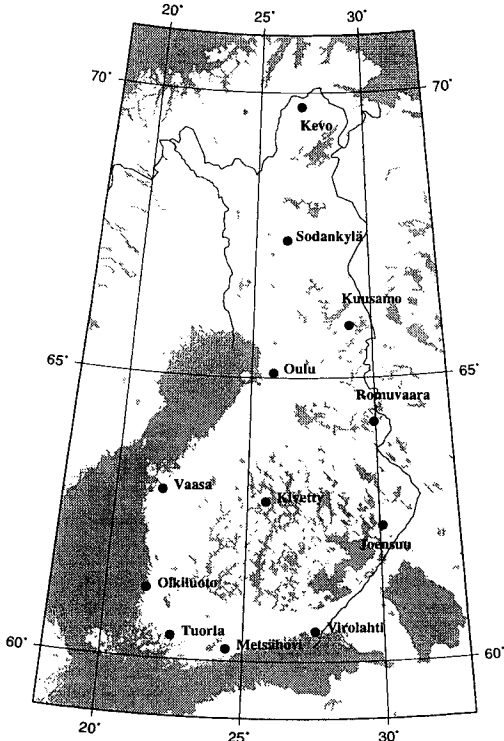 20°
25°
30°
70°
70°
Kevo
Sodankylä
Kuusamo
65°
Oulu
65°
Romuvaara
Vaasa
Kivetty
Joensuu
Olkiluoto
Tuorla
Virolahti
Metsähovi
60°
60°
20°
25°
30°